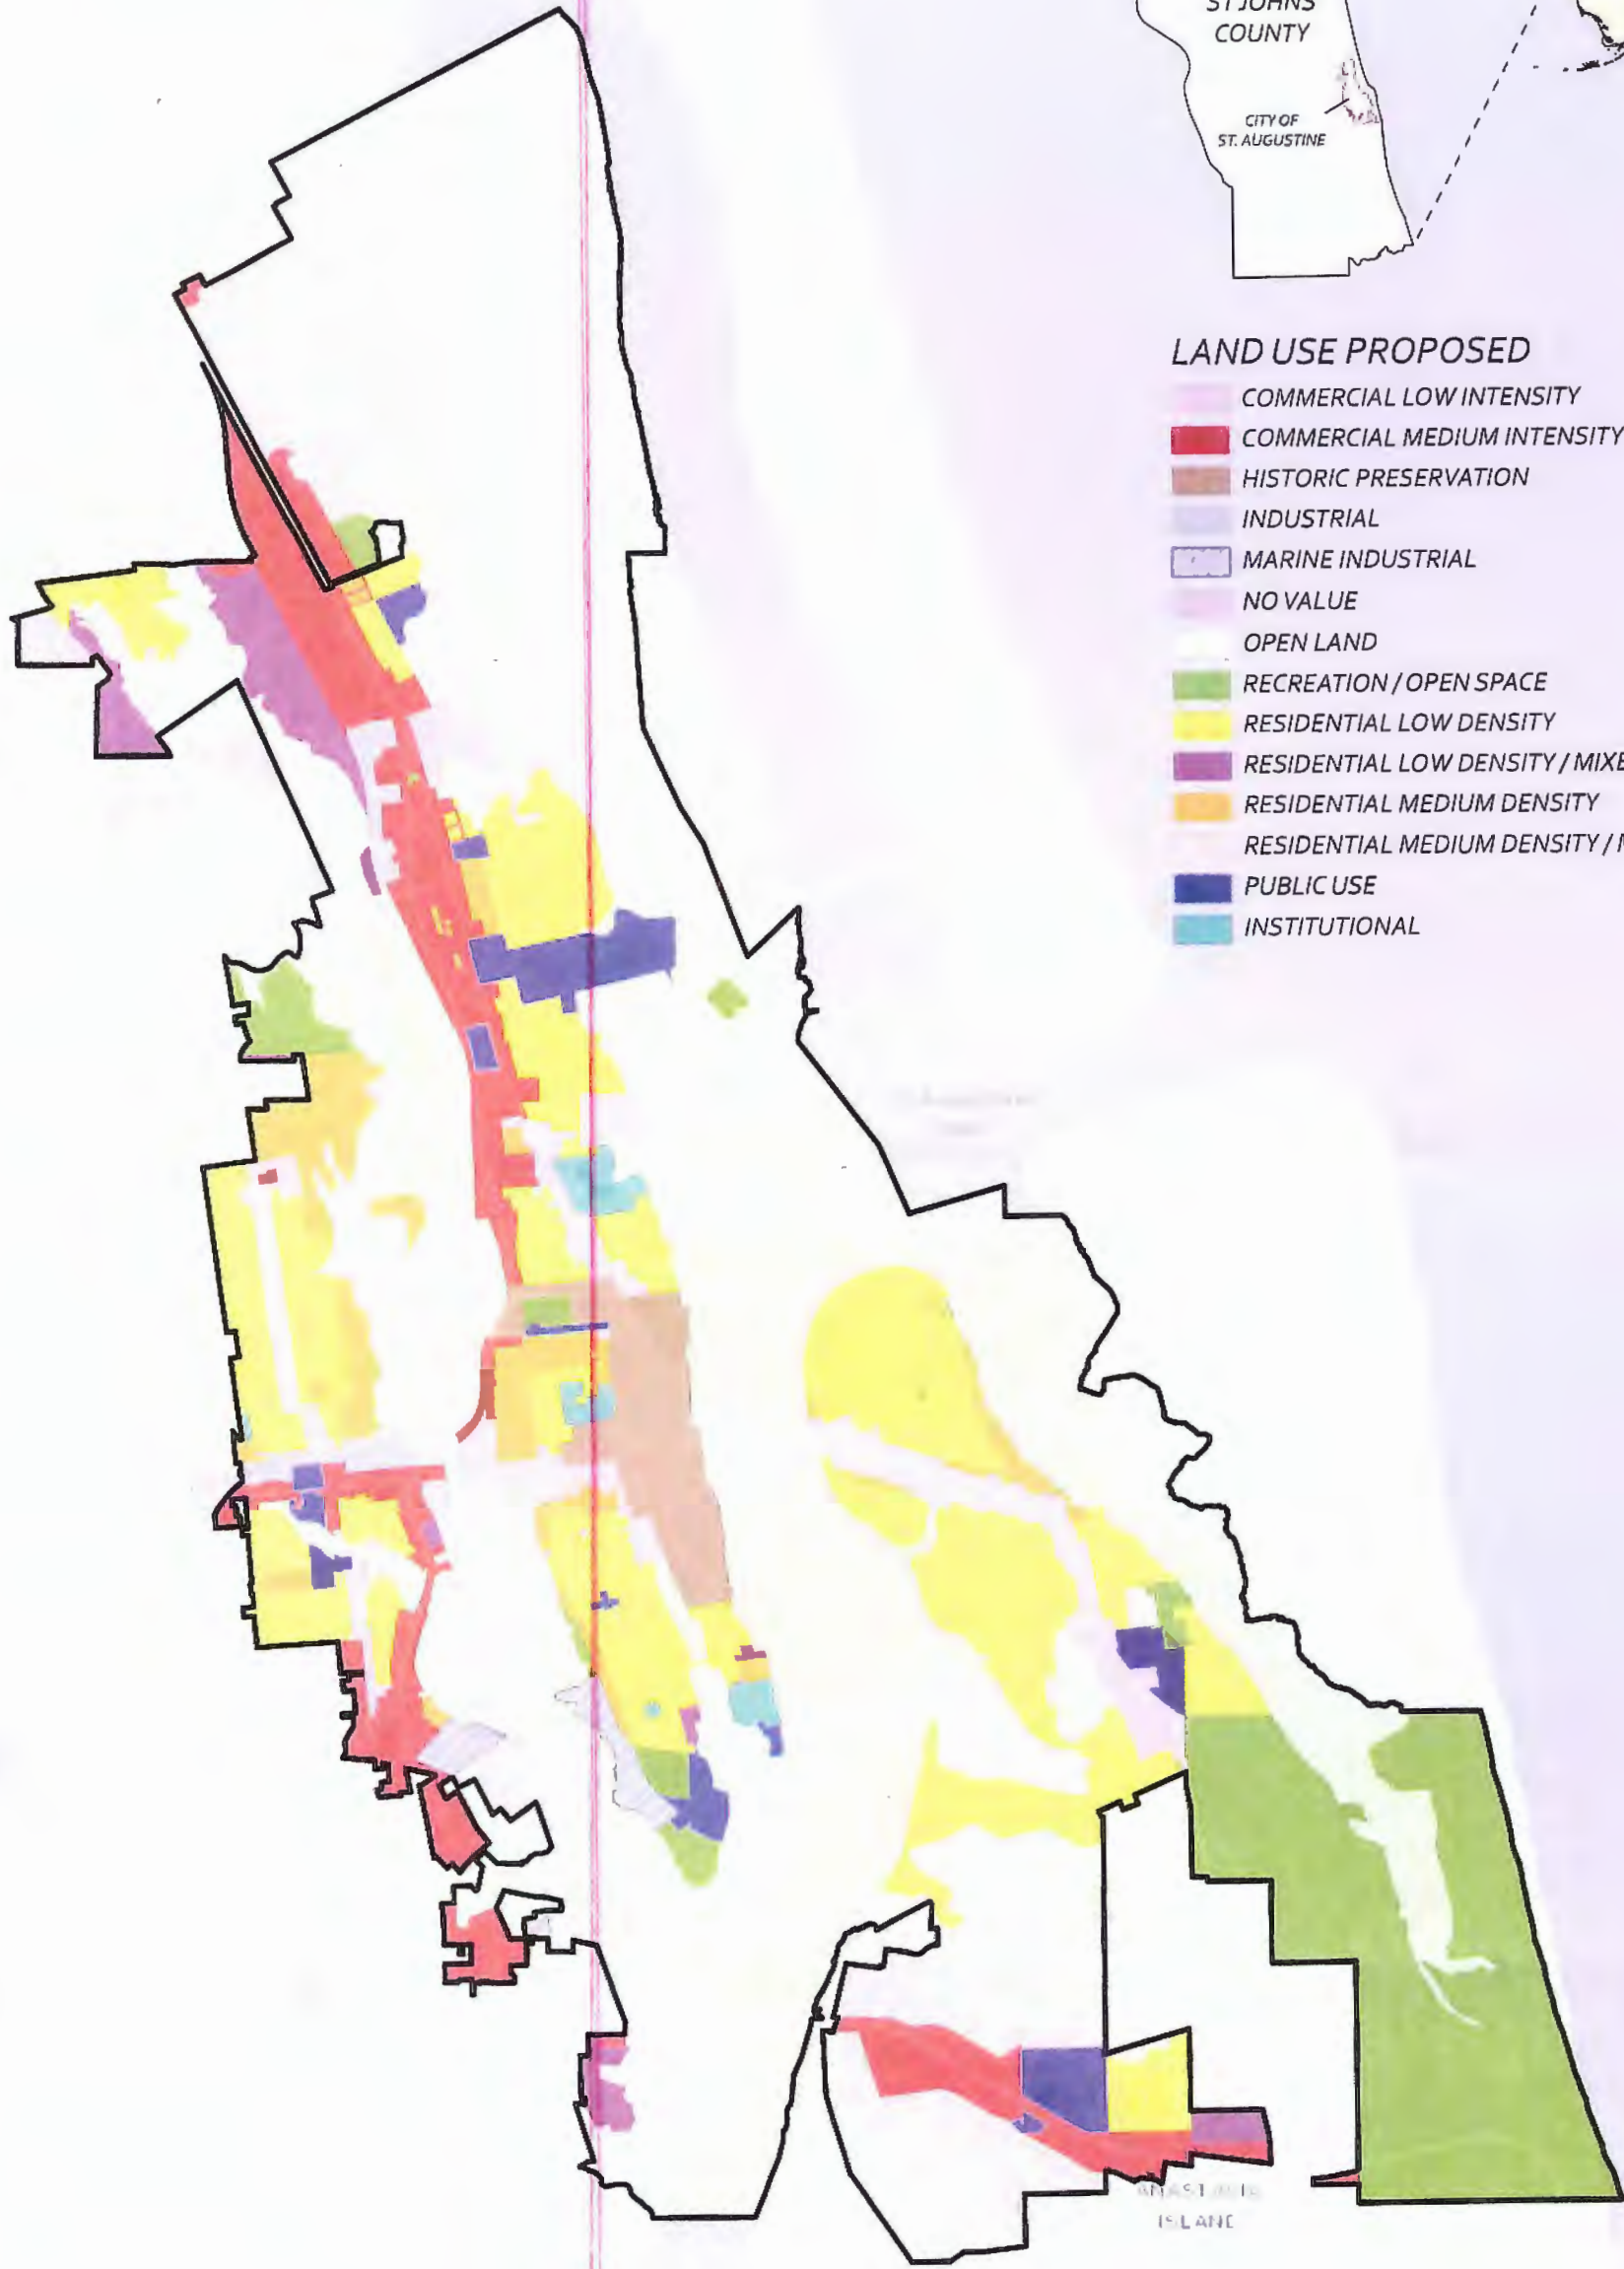 ST JOHNS
COUNTY
CITY OF
ST. AUGUSTINE
LAND USE PROPOSED
COMMERCIAL LOW INTENSITY
COMMERCIAL MEDIUM INTENSITY
HISTORIC PRESERVATION
INDUSTRIAL
MARINE INDUSTRIAL
NO VALUE
OPEN LAND
RECREATION / OPEN SPACE
RESIDENTIAL LOW DENSITY
RESIDENTIAL LOW DENSITY / MIXE
RESIDENTIAL MEDIUM DENSITY
RESIDENTIAL MEDIUM DENSITY /
PUBLIC USE
INSTITUTIONAL
ANASTASIA
ISLAND